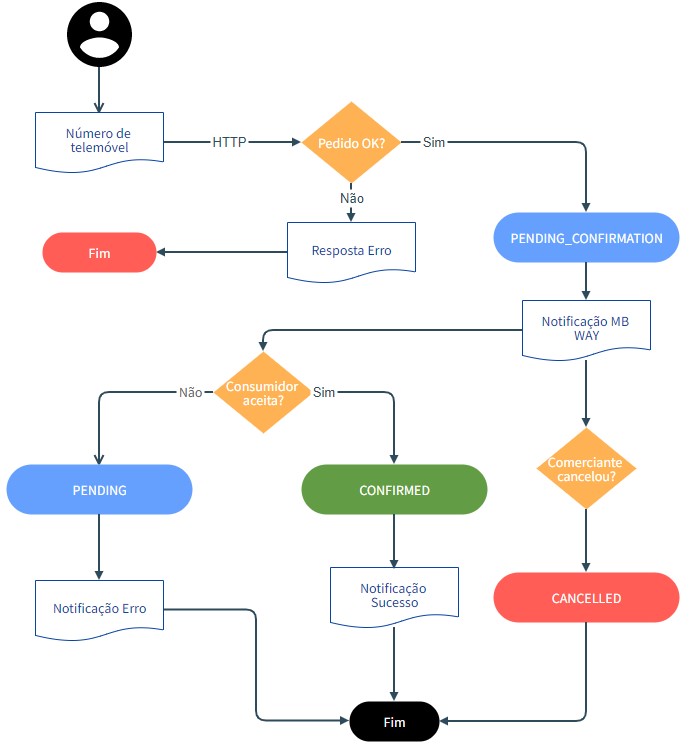 Número de
telemóvel
HTTP
Pedido OK?
Sim
Não
Fim
Resposta Erro
PENDING_CONFIRMATION
Notificação MB
WAY
Não
Consumidor
aceita?
Sim
Comerciante
cancelou?
PENDING
CONFIRMED
Notificação Erro
Notificação
Sucesso
CANCELLED
Fim